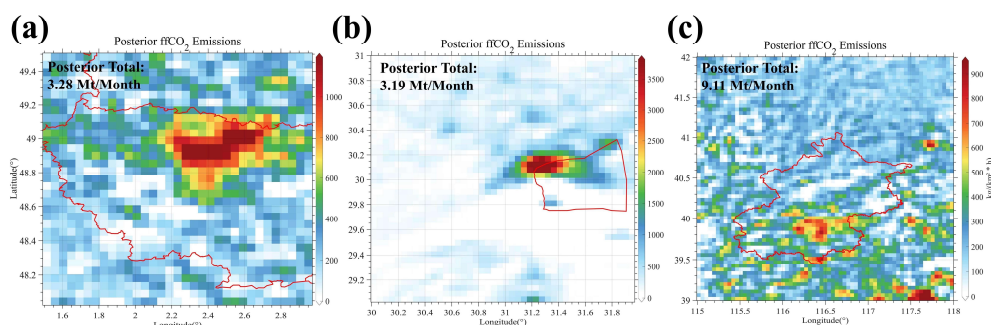 (a)
Posterior ffCO2 Emissions
Posterior Total:
3.28 Mt/Month
49.4
49.2
49
48.8
48.6
48.4
48.2
Latitude(°)
1.6 1.8 2 2.2 2.4 2.6 2.8
Longitude(°)
1000
800
600
400
200
0
(b)
Posterior ffCO2 Emissions
Posterior Total:
3.19 Mt/Month
31
30.8
30.6
30.4
30.2
30
29.8
29.6
29.4
29.2
30 30.2 30.4 30.6 30.8 31 31.2 31.4 31.6 31.8
Longitude(°)
3500
3000
2500
2000
1500
1000
500
0
(c)
Posterior ffCO2 Emissions
Posterior Total:
9.11 Mt/Month
42
41.5
41
40.5
40
39.5
39
115 115.5 116 116.5 117 117.5 118
Longitude(°)
900
800
700
600
500
400
300
200
100
0
kg/(km² * h)